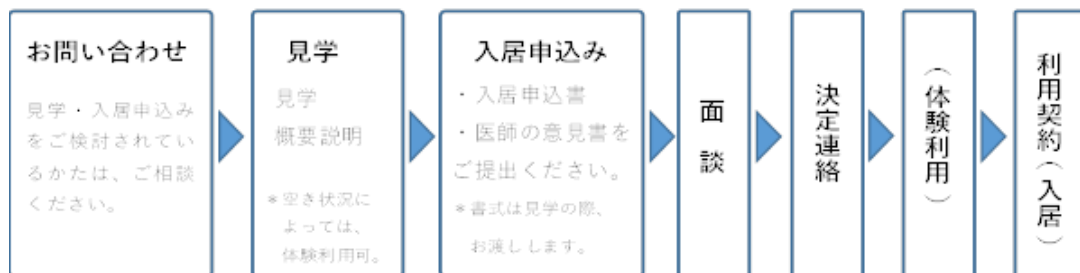 お問い合わせ
見学・入居申込み
をご検討されてい
るかたは、ご相談
ください。
見学
見学
概要説明
＊空き状況に
よっては、
体験利用可。
入居申込み
・入居申込書
・医師の意見書を
ご提出ください。
＊書式は見学の際、
お渡しします。
面談
決定連絡
（体験利用）
利用契約（入居）